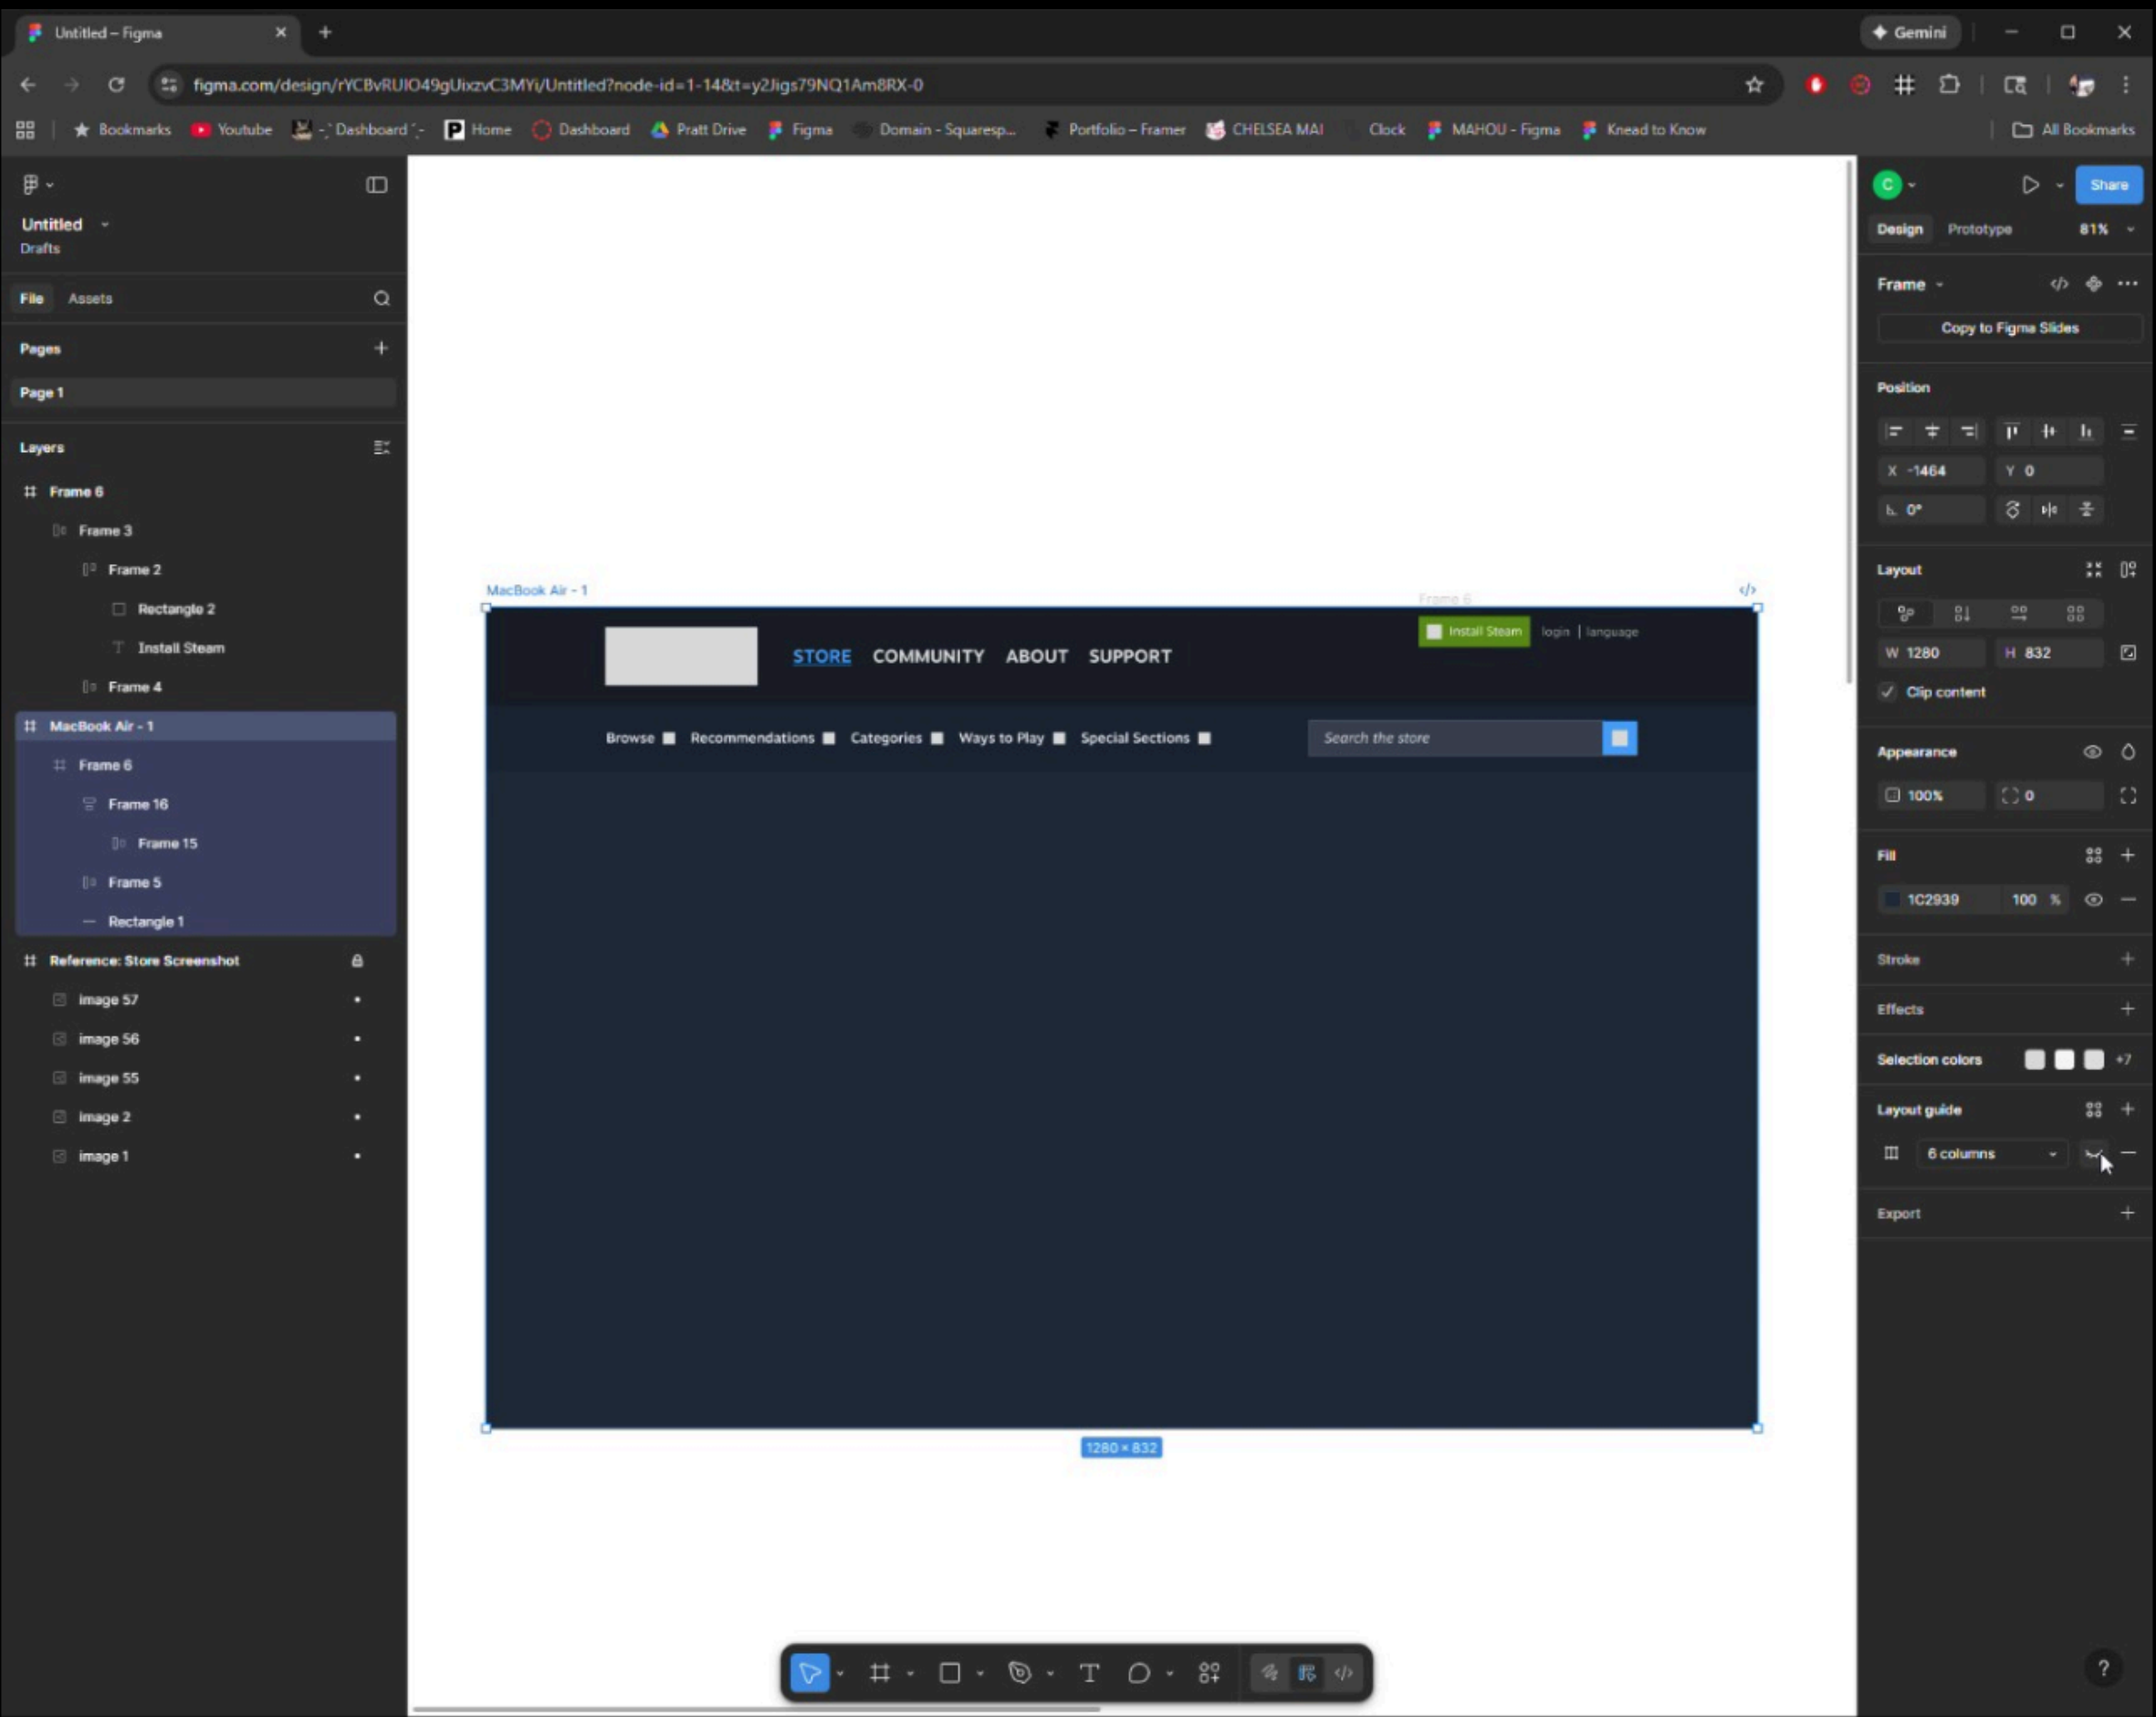 Untitled – Figma
Gemini
figma.com/design/rYCBvRUIO49gUixzvC3MYi/Untitled?node-id=1-14&t=y2Jigs79NQ1Am8RX-0
Bookmarks
Youtube
-¸ˋDashboard ´¸-
Home
Dashboard
Pratt Drive
Figma
Domain - Squaresp...
Portfolio – Framer
CHELSEA MAI
Clock
MAHOU - Figma
Knead to Know
All Bookmarks
Untitled
Drafts
File Assets
Pages
Page 1
Layers
Frame 6
Frame 3
Frame 2
Rectangle 2
Install Steam
Frame 4
MacBook Air - 1
Frame 6
Frame 16
Frame 15
Frame 5
Rectangle 1
Reference: Store Screenshot
image 57
image 56
image 55
image 2
image 1
MacBook Air - 1
Frame 6
Install Steam login | language
STORE COMMUNITY ABOUT SUPPORT
Browse Recommendations Categories Ways to Play Special Sections
Search the store
1280 × 832
C
Share
Design Prototype 81%
Frame
Copy to Figma Slides
Position
X -1464 Y 0
0°
Layout
W 1280 H 832
Clip content
Appearance
100% 0
Fill
1C2939 100 %
Stroke
Effects
Selection colors +7
Layout guide
6 columns
Export
?